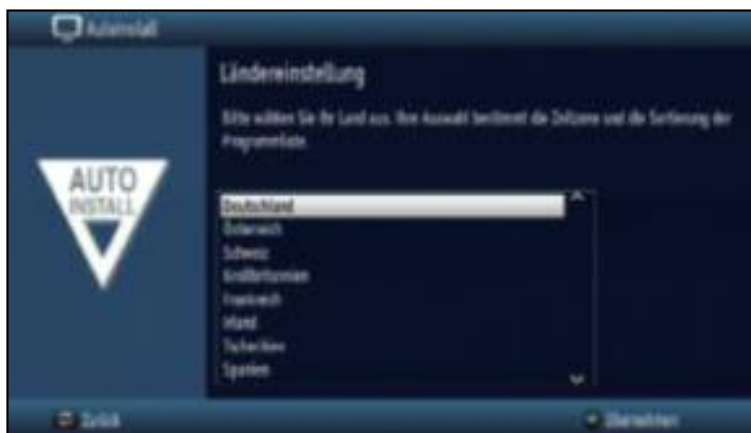 Autoinstall
Ländereinstellung
Bitte wählen Sie Ihr Land aus. Ihre Auswahl bestimmt die Zeitzone und die Sortierung der
Programmliste.
AUTO
INSTALL
Deutschland
Österreich
Schweiz
Großbritannien
Frankreich
Irland
Tschechien
Spanien
Zurück
Übernehmen